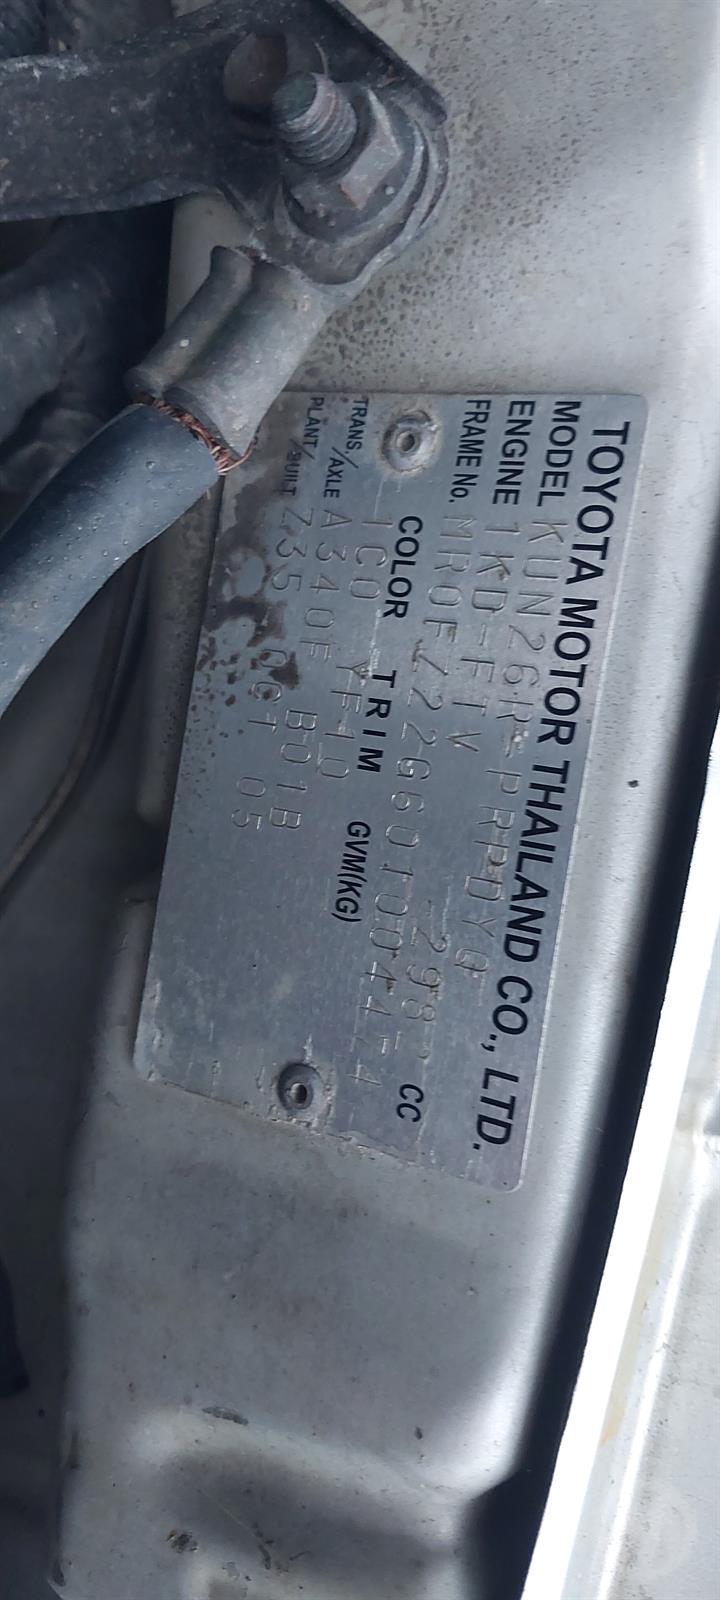 TOYOTA MOTOR THAILAND CO., LTD.
MODEL KUN26R-PRPDYQ
ENGINE 1KD-FTV 2982 CC
FRAME No. MR0FZ22G601004474
COLOR TRIM GVM(KG)
1C0 YF10
TRANS/AXLE A340F B01B
PLANT/BUILT Z35 OCT 05